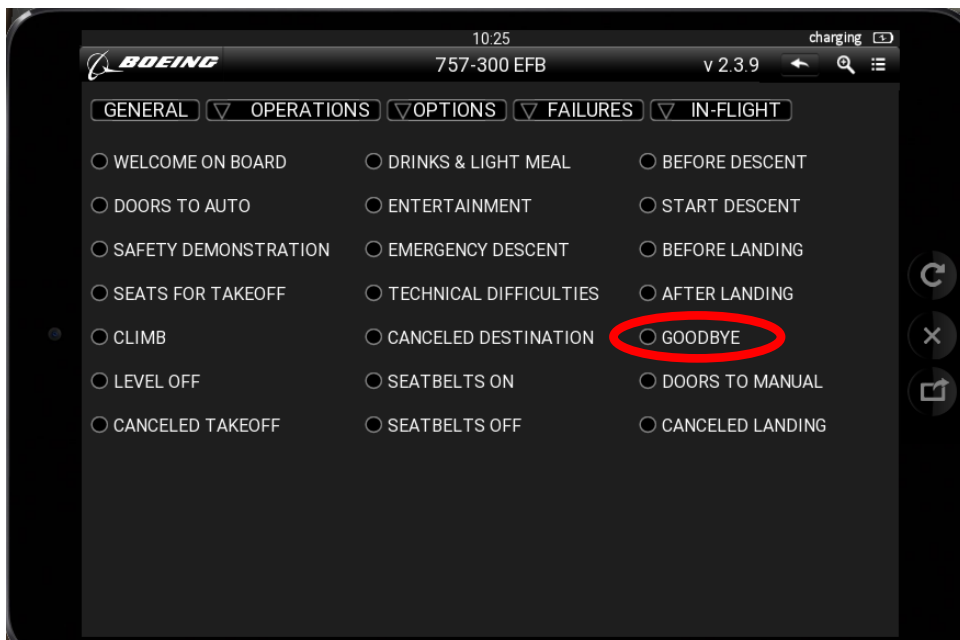 10:25
charging
BOEING
757-300 EFB
v 2.3.9
GENERAL
OPERATIONS
OPTIONS
FAILURES
IN-FLIGHT
WELCOME ON BOARD
DRINKS & LIGHT MEAL
BEFORE DESCENT
DOORS TO AUTO
ENTERTAINMENT
START DESCENT
SAFETY DEMONSTRATION
EMERGENCY DESCENT
BEFORE LANDING
SEATS FOR TAKEOFF
TECHNICAL DIFFICULTIES
AFTER LANDING
CLIMB
CANCELED DESTINATION
GOODBYE
LEVEL OFF
SEATBELTS ON
DOORS TO MANUAL
CANCELED TAKEOFF
SEATBELTS OFF
CANCELED LANDING